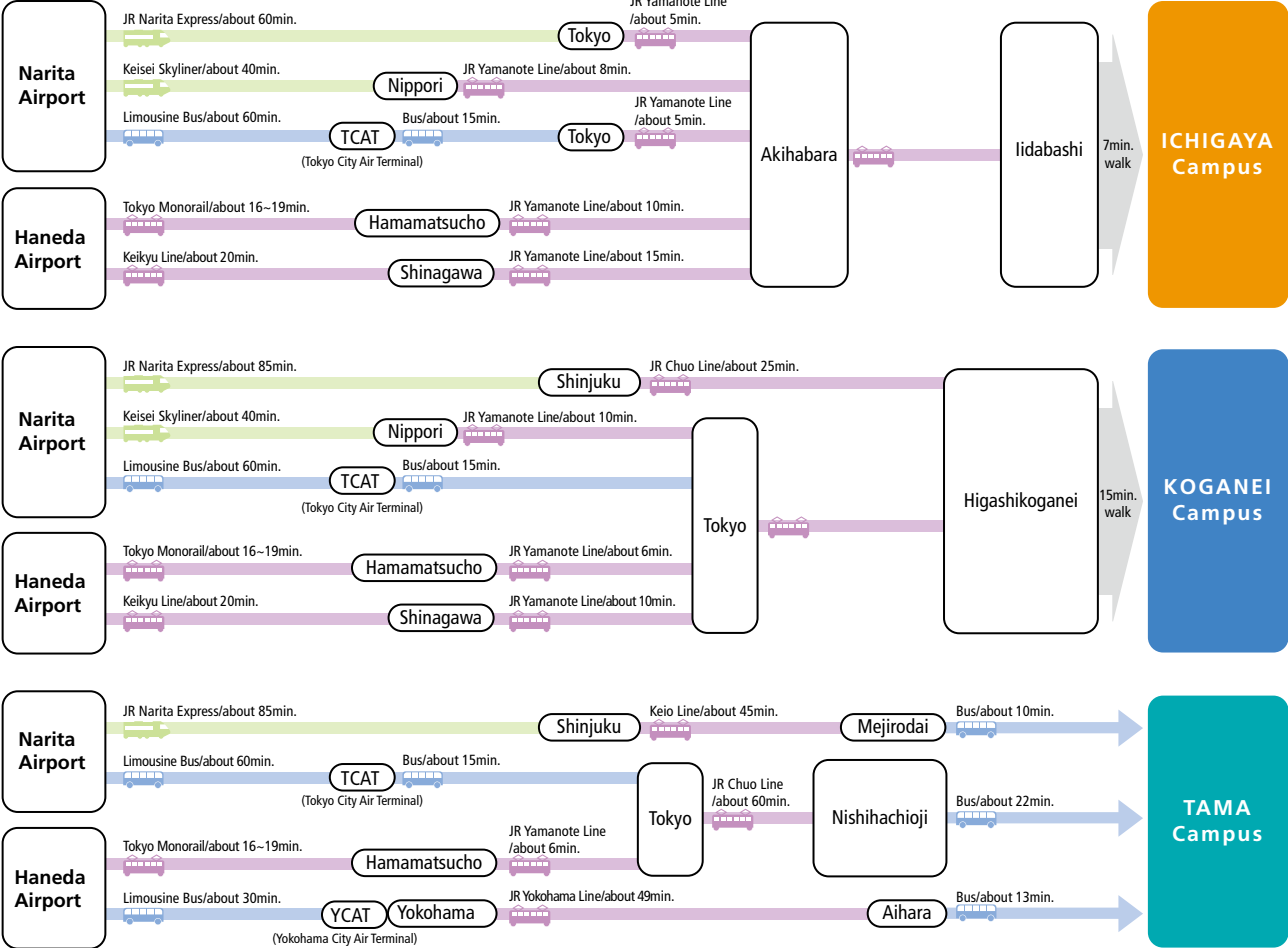 JR Yamanote Line
/about 5min.
JR Narita Express/about 60min.
Tokyo
Narita
Airport
Keisei Skyliner/about 40min.
Nippori
JR Yamanote Line/about 8min.
Limousine Bus/about 60min.
TCAT
(Tokyo City Air Terminal)
Bus/about 15min.
Tokyo
JR Yamanote Line
/about 5min.
Haneda
Airport
Tokyo Monorail/about 16~19min.
Hamamatsucho
JR Yamanote Line/about 10min.
Keikyu Line/about 20min.
Shinagawa
JR Yamanote Line/about 15min.
Akihabara
Iidabashi
7min.
walk
ICHIGAYA
Campus
Narita
Airport
JR Narita Express/about 85min.
Shinjuku
JR Chuo Line/about 25min.
Keisei Skyliner/about 40min.
Nippori
JR Yamanote Line/about 10min.
Limousine Bus/about 60min.
TCAT
(Tokyo City Air Terminal)
Bus/about 15min.
Haneda
Airport
Tokyo Monorail/about 16~19min.
Hamamatsucho
JR Yamanote Line/about 6min.
Keikyu Line/about 20min.
Shinagawa
JR Yamanote Line/about 10min.
Tokyo
Higashikoganei
15min.
walk
KOGANEI
Campus
Narita
Airport
JR Narita Express/about 85min.
Shinjuku
Keio Line/about 45min.
Mejirodai
Bus/about 10min.
Limousine Bus/about 60min.
TCAT
(Tokyo City Air Terminal)
Bus/about 15min.
Tokyo
JR Chuo Line
/about 60min.
Nishihachioji
Bus/about 22min.
Haneda
Airport
Tokyo Monorail/about 16~19min.
Hamamatsucho
JR Yamanote Line
/about 6min.
Limousine Bus/about 30min.
YCAT
(Yokohama City Air Terminal)
Yokohama
JR Yokohama Line/about 49min.
Aihara
Bus/about 13min.
TAMA
Campus